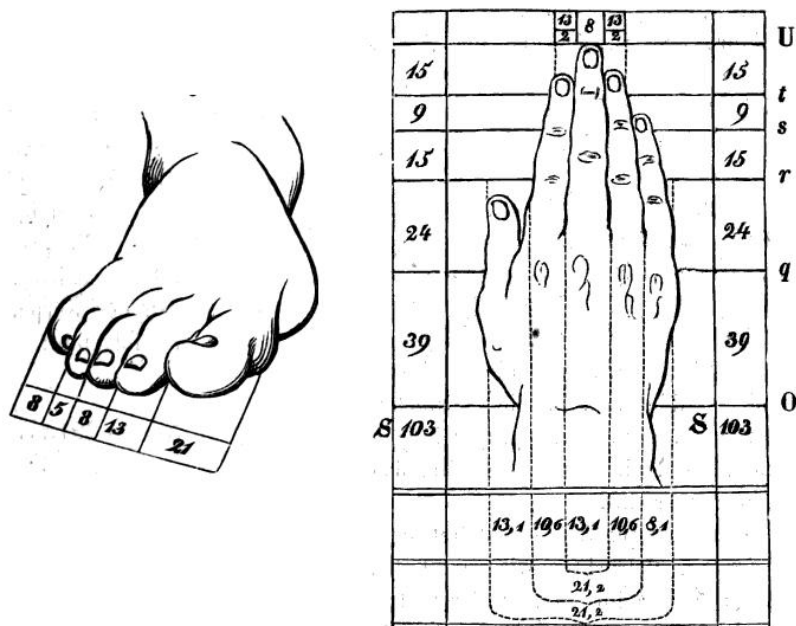 13 8 13 U
2 2
15 15 t
9 9 s
15 15 r
24 24 q
39 39 O
S 103 S 103
8 5 8 13 21
13,1 10,6 13,1 10,6 8,1
21,2
21,2